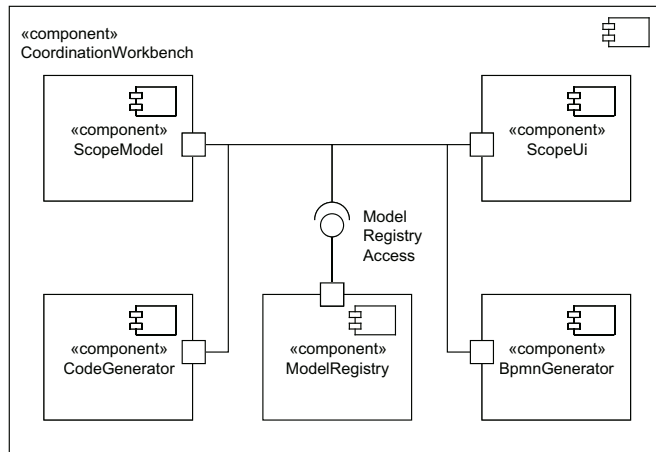 «component»
CoordinationWorkbench
«component»
ScopeModel
«component»
ScopeUi
Model
Registry
Access
«component»
CodeGenerator
«component»
ModelRegistry
«component»
BpmnGenerator